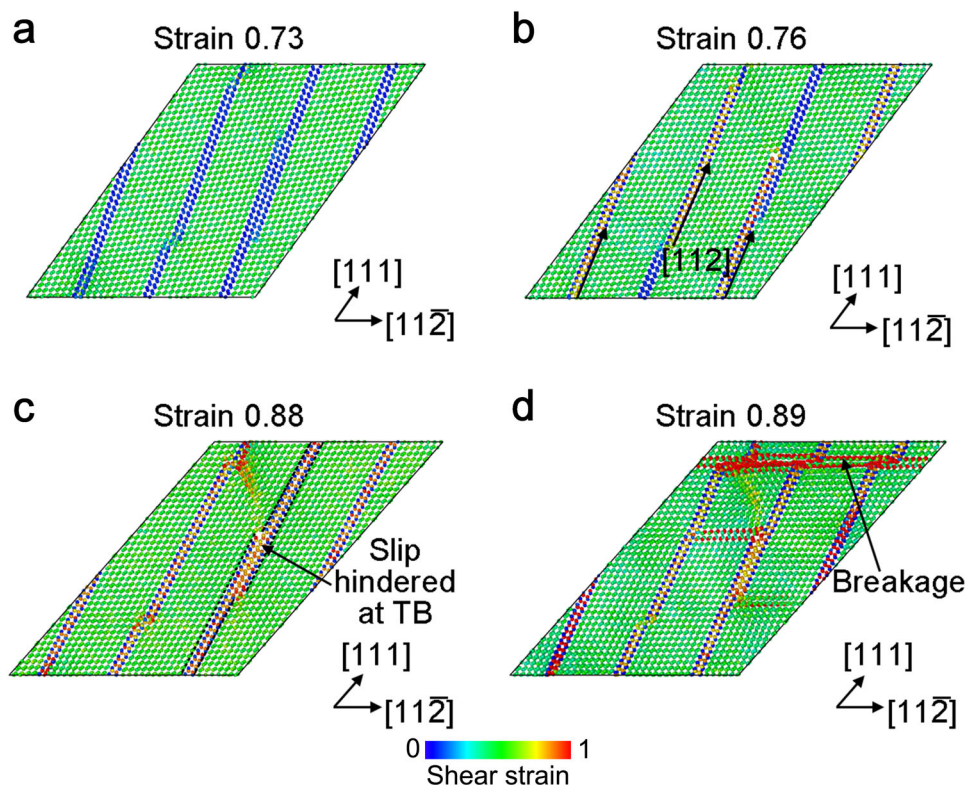 a
Strain 0.73
[111]
[112̅]
b
Strain 0.76
[112]
[111]
[112̅]
c
Strain 0.88
Slip
hindered
at TB
[111]
[112̅]
d
Strain 0.89
Breakage
[111]
[112̅]
0 1
Shear strain